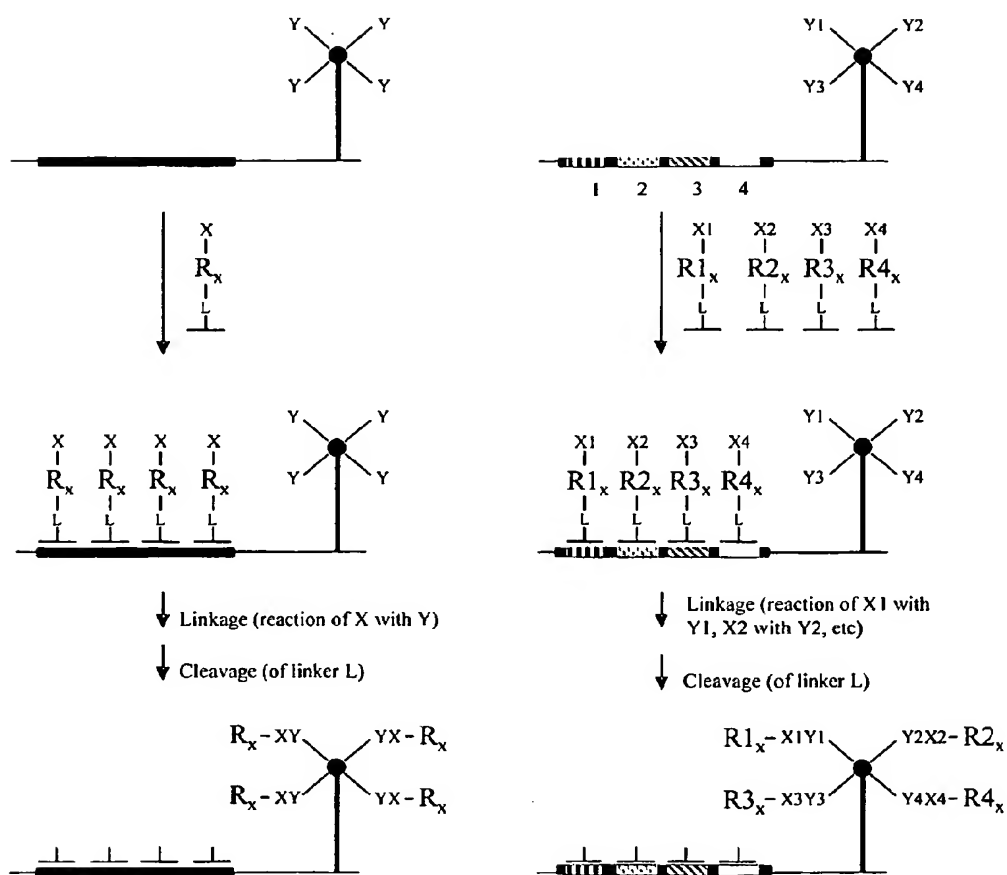 Y Y
Y Y
Y1 Y2
Y3 Y4
1 2 3 4
X
Rx
L
X1 X2 X3 X4
R1x R2x R3x R4x
L L L L
X X X X
Rx Rx Rx Rx
L L L L
Y Y
Y Y
X1 X2 X3 X4
R1x R2x R3x R4x
L L L L
Y1 Y2
Y3 Y4
Linkage (reaction of X with Y)
Cleavage (of linker L)
Linkage (reaction of X1 with
Y1, X2 with Y2, etc)
Cleavage (of linker L)
Rx – XY YX – Rx
Rx – XY YX – Rx
R1x – X1Y1 Y2X2 – R2x
R3x – X3Y3 Y4X4 – R4x